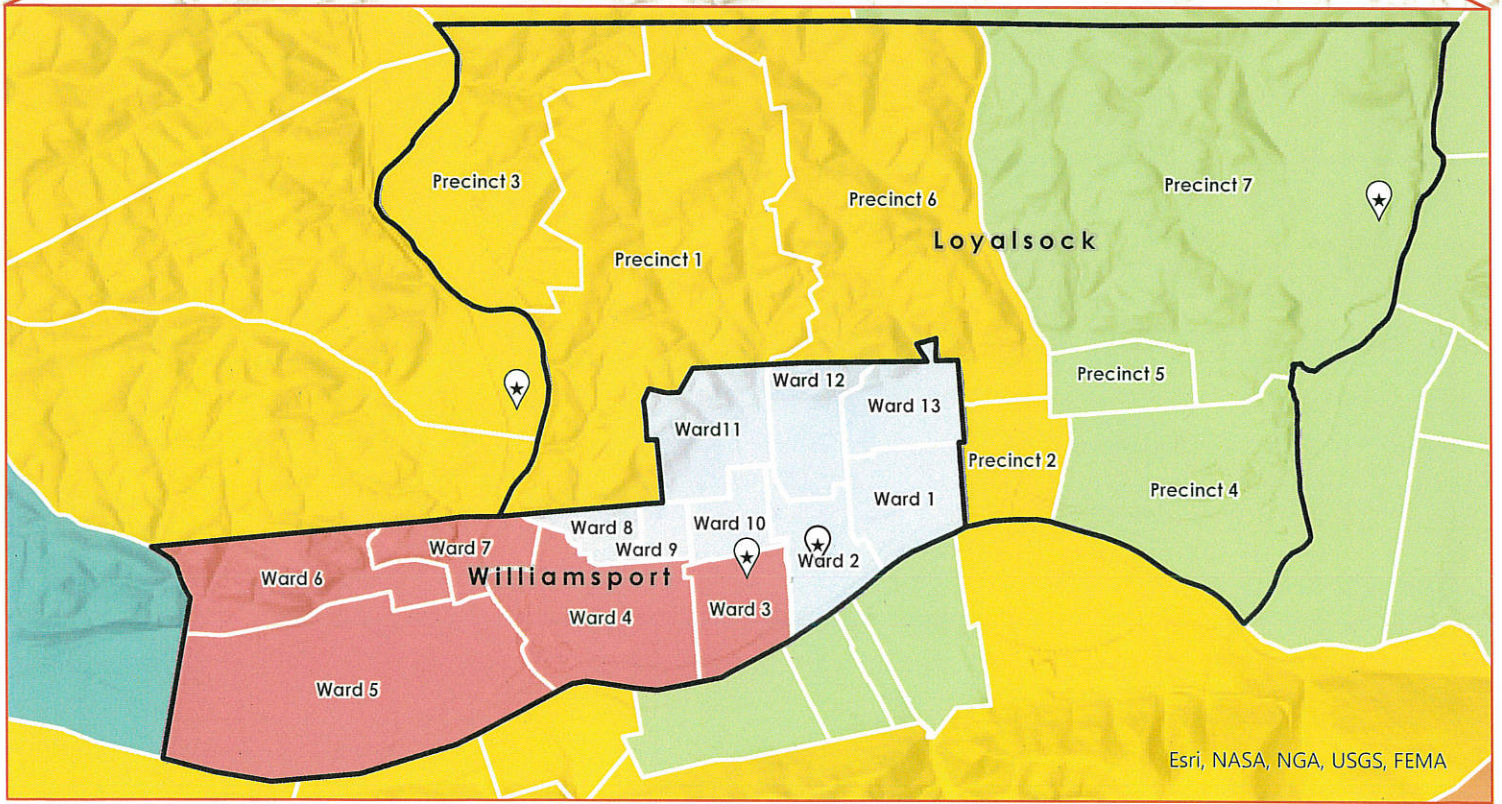 Precinct 3
Precinct 7
Precinct 6
Loyalsock
Precinct 1
Precinct 5
Ward 12
Ward 13
Ward11
Precinct 2
Precinct 4
Ward 1
Ward 8
Ward 10
Ward 9
Ward 7
Ward 2
Ward 6
Williamsport
Ward 3
Ward 4
Ward 5
Esri, NASA, NGA, USGS, FEMA